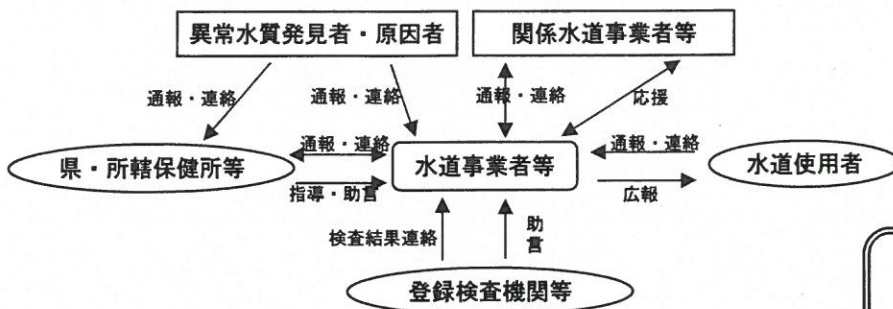 異常水質発見者・原因者
関係水道事業者等
通報・連絡
通報・連絡
通報・連絡
応援
県・所轄保健所等
通報・連絡
指導・助言
水道事業者等
通報・連絡
広報
水道使用者
検査結果連絡
助言
登録検査機関等